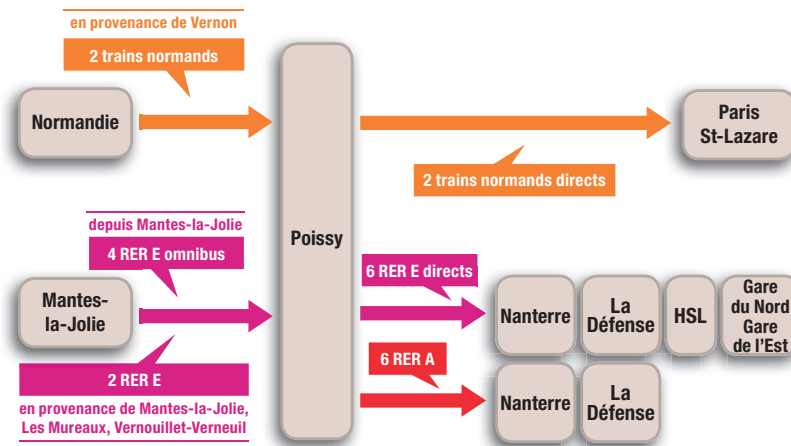 en provenance de Vernon
2 trains normands
Normandie
Paris
St-Lazare
2 trains normands directs
Poissy
depuis Mantes-la-Jolie
4 RER E omnibus
Mantes-
la-Jolie
2 RER E
en provenance de Mantes-la-Jolie,
Les Mureaux, Vernouillet-Verneuil
6 RER E directs
Nanterre
La
Défense
HSL
Gare
du Nord
Gare
de l'Est
6 RER A
Nanterre
La
Défense